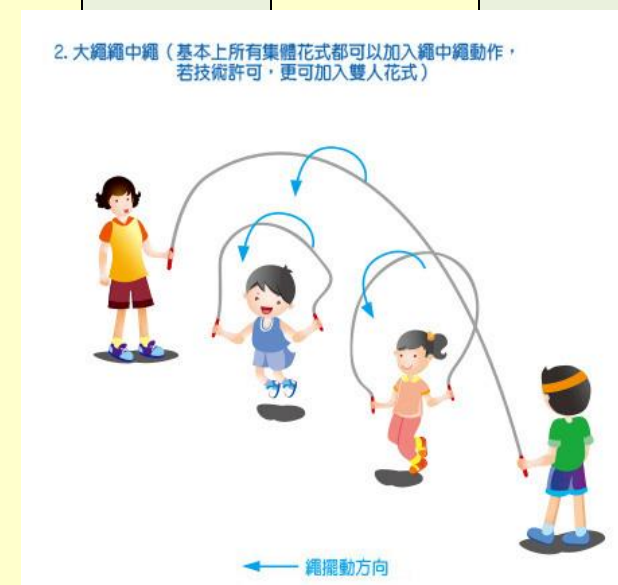 2. 大繩繩中繩（基本上所有集體花式都可以加入繩中繩動作，
若技術許可，更可加入雙人花式）
繩擺動方向